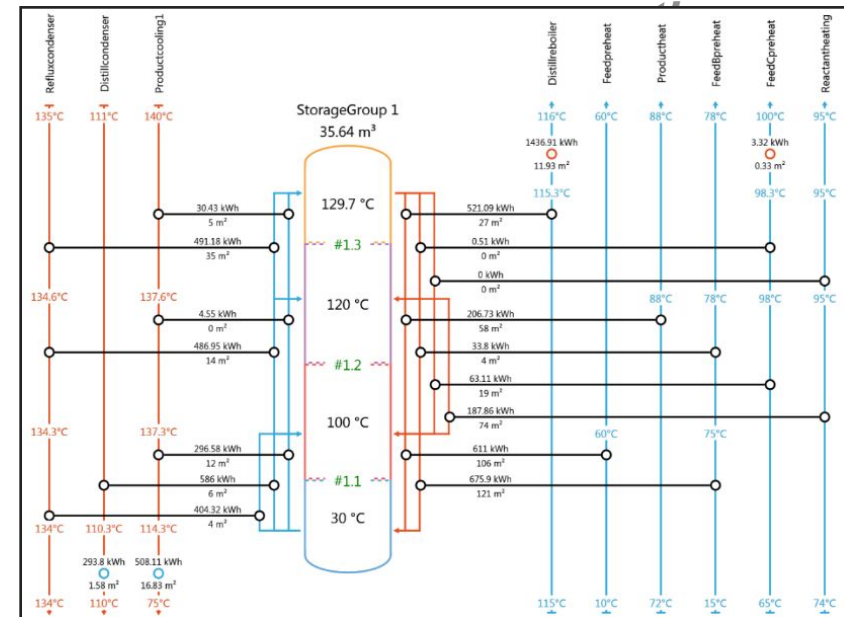 Refluxcondenser
Distillcondenser
Productcooling1
Distillreboiler
Feedpreheat
Productheat
FeedBpreheat
FeedCpreheat
Reactantheating
135°C 111°C 140°C
StorageGroup 1
35.64 m³
116°C 60°C 88°C 78°C 100°C 95°C
1436.91 kWh
11.93 m²
3.32 kWh
0.33 m²
115.3°C 98.3°C 95°C
129.7 °C
30.43 kWh
5 m²
521.09 kWh
27 m²
491.18 kWh
35 m²
#1.3
0.51 kWh
0 m²
0 kWh
0 m²
134.6°C 137.6°C
120 °C
88°C 78°C 98°C 95°C
4.55 kWh
0 m²
206.73 kWh
58 m²
486.95 kWh
14 m²
#1.2
33.8 kWh
4 m²
63.11 kWh
19 m²
187.86 kWh
74 m²
134.3°C 137.3°C
100 °C
60°C 75°C
296.58 kWh
12 m²
611 kWh
106 m²
586 kWh
6 m²
#1.1
675.9 kWh
121 m²
404.32 kWh
4 m²
30 °C
134°C 110.3°C 114.3°C
293.8 kWh
1.58 m²
508.11 kWh
16.83 m²
134°C 110°C 75°C
115°C 10°C 72°C 15°C 65°C 74°C